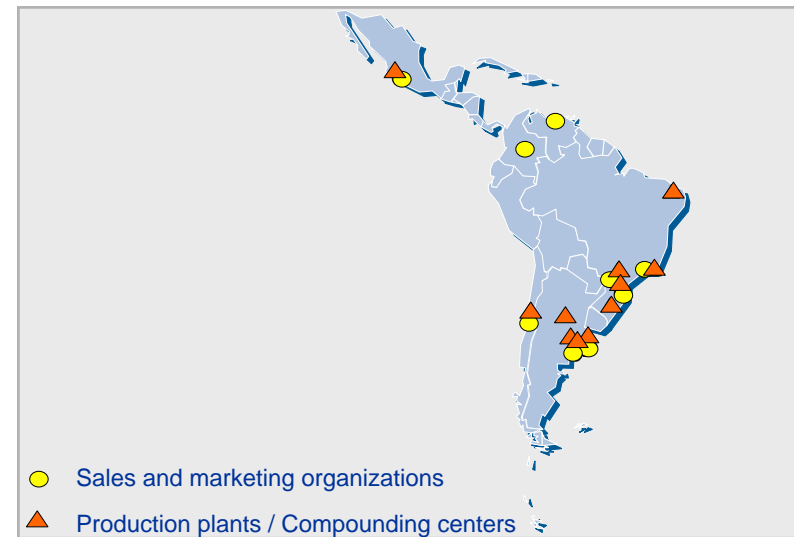 Sales and marketing organizations
Production plants / Compounding centers